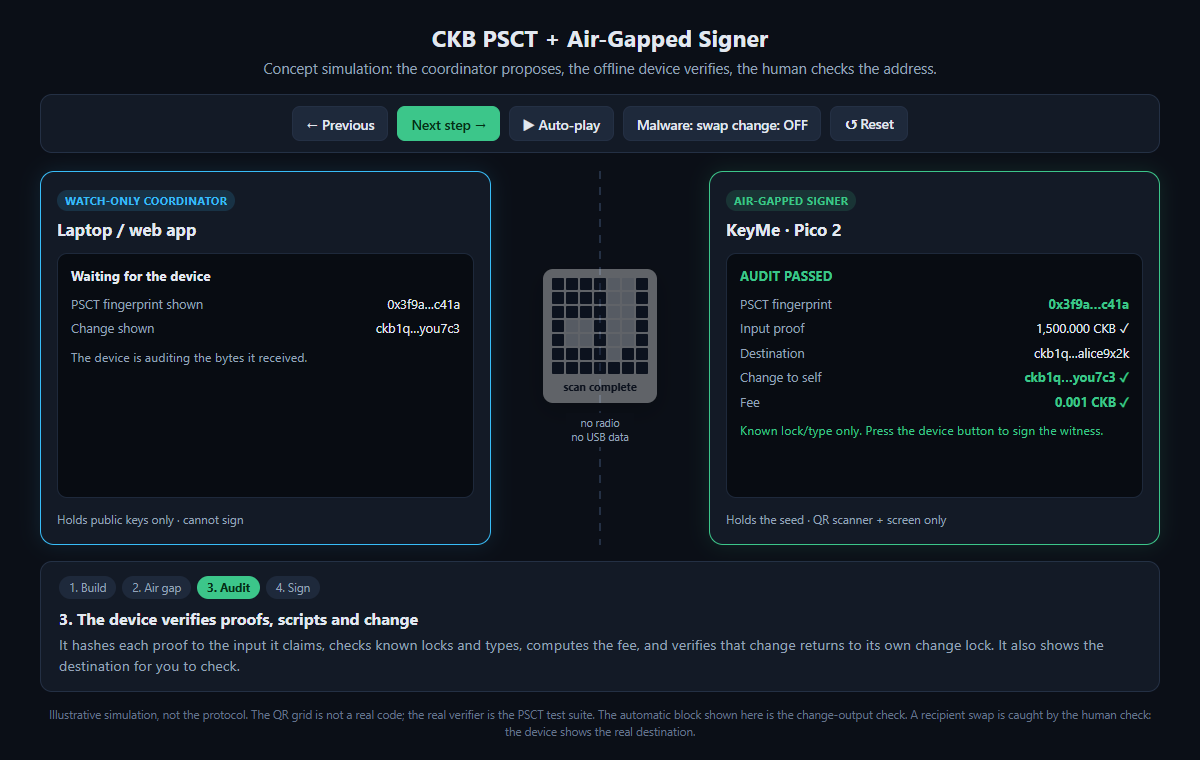 CKB PSCT + Air-Gapped Signer
Concept simulation: the coordinator proposes, the offline device verifies, the human checks the address.
← Previous
Next step →
▶ Auto-play
Malware: swap change: OFF
↺ Reset
WATCH-ONLY COORDINATOR
Laptop / web app
Waiting for the device
PSCT fingerprint shown 0x3f9a…c41a
Change shown ckb1q…you7c3
The device is auditing the bytes it received.
Holds public keys only · cannot sign
scan complete
no radio
no USB data
AIR-GAPPED SIGNER
KeyMe · Pico 2
AUDIT PASSED
PSCT fingerprint 0x3f9a…c41a
Input proof 1,500.000 CKB ✓
Destination ckb1q…alice9x2k
Change to self ckb1q…you7c3 ✓
Fee 0.001 CKB ✓
Known lock/type only. Press the device button to sign the witness.
Holds the seed · QR scanner + screen only
1. Build
2. Air gap
3. Audit
4. Sign
3. The device verifies proofs, scripts and change
It hashes each proof to the input it claims, checks known locks and types, computes the fee, and verifies that change returns to its own change lock. It also shows the
destination for you to check.
Illustrative simulation, not the protocol. The QR grid is not a real code; the real verifier is the PSCT test suite. The automatic block shown here is the change-output check. A recipient swap is caught by the human check:
the device shows the real destination.